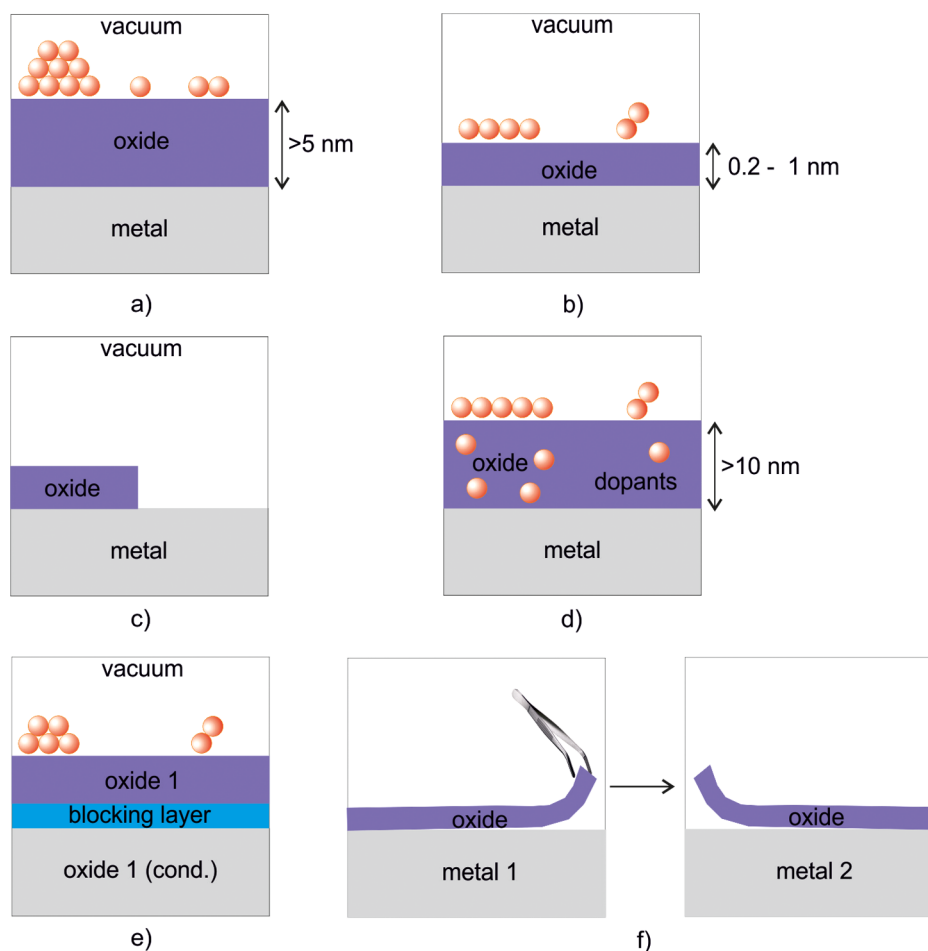 vacuum
oxide
>5 nm
metal
a)
vacuum
oxide
0.2 - 1 nm
metal
b)
vacuum
oxide
metal
c)
oxide
dopants
>10 nm
metal
d)
vacuum
oxide 1
blocking layer
oxide 1 (cond.)
e)
oxide
metal 1
oxide
metal 2
f)